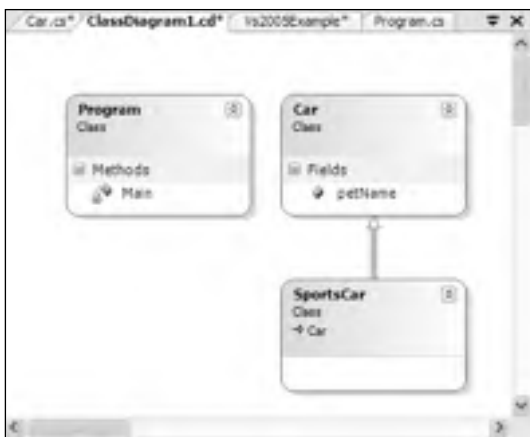 Car.cs* ClassDiagram1.cd* Vs2005Example* Program.cs
Program
Class
Methods
Main
Car
Class
Fields
petName
SportsCar
Class
Car